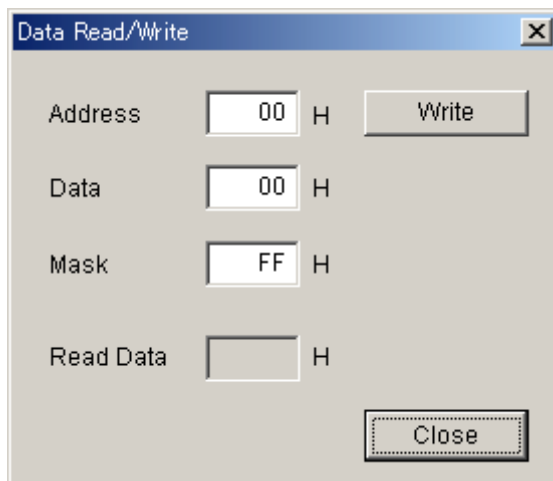 Data Read/Write
Address 00 H Write
Data 00 H
Mask FF H
Read Data H
Close